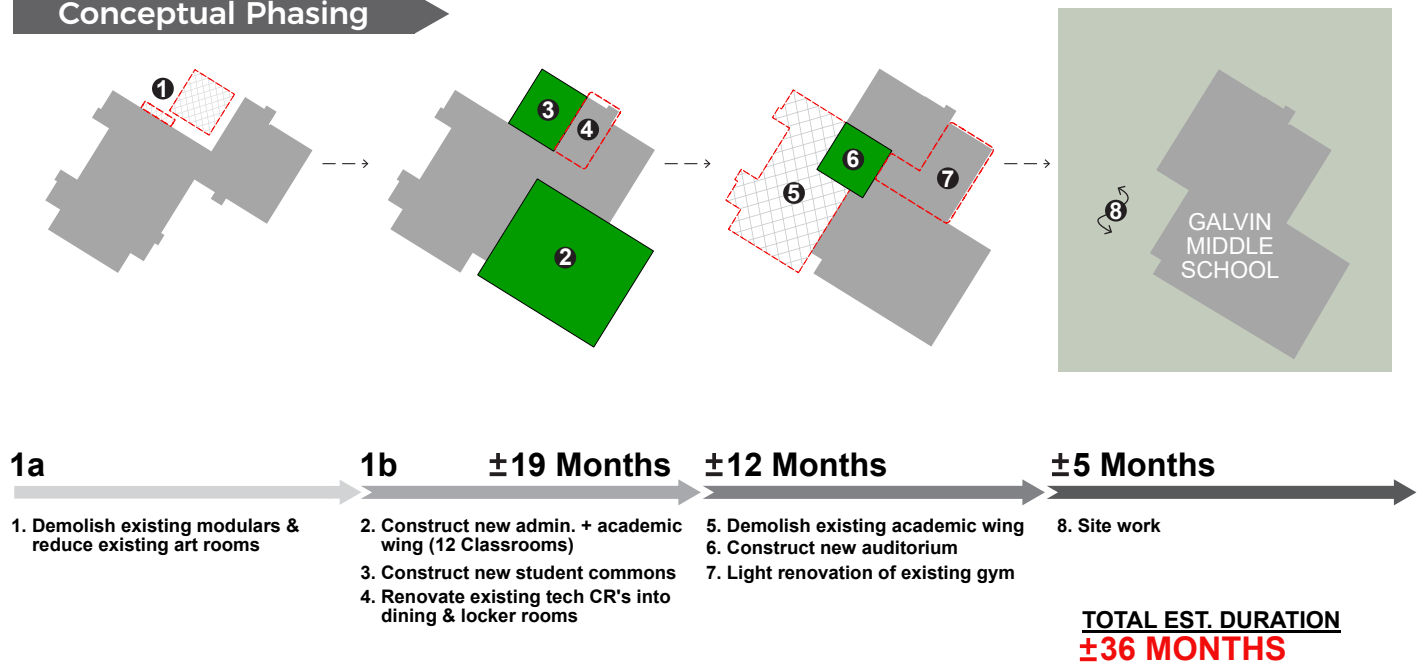 Conceptual Phasing
1
3
4
2
6
5
7
8
GALVIN
MIDDLE
SCHOOL
1a
1b
±19 Months
±12 Months
±5 Months
1. Demolish existing modulars &
reduce existing art rooms
2. Construct new admin. + academic
wing (12 Classrooms)
3. Construct new student commons
4. Renovate existing tech CR's into
dining & locker rooms
5. Demolish existing academic wing
6. Construct new auditorium
7. Light renovation of existing gym
8. Site work
TOTAL EST. DURATION
±36 MONTHS